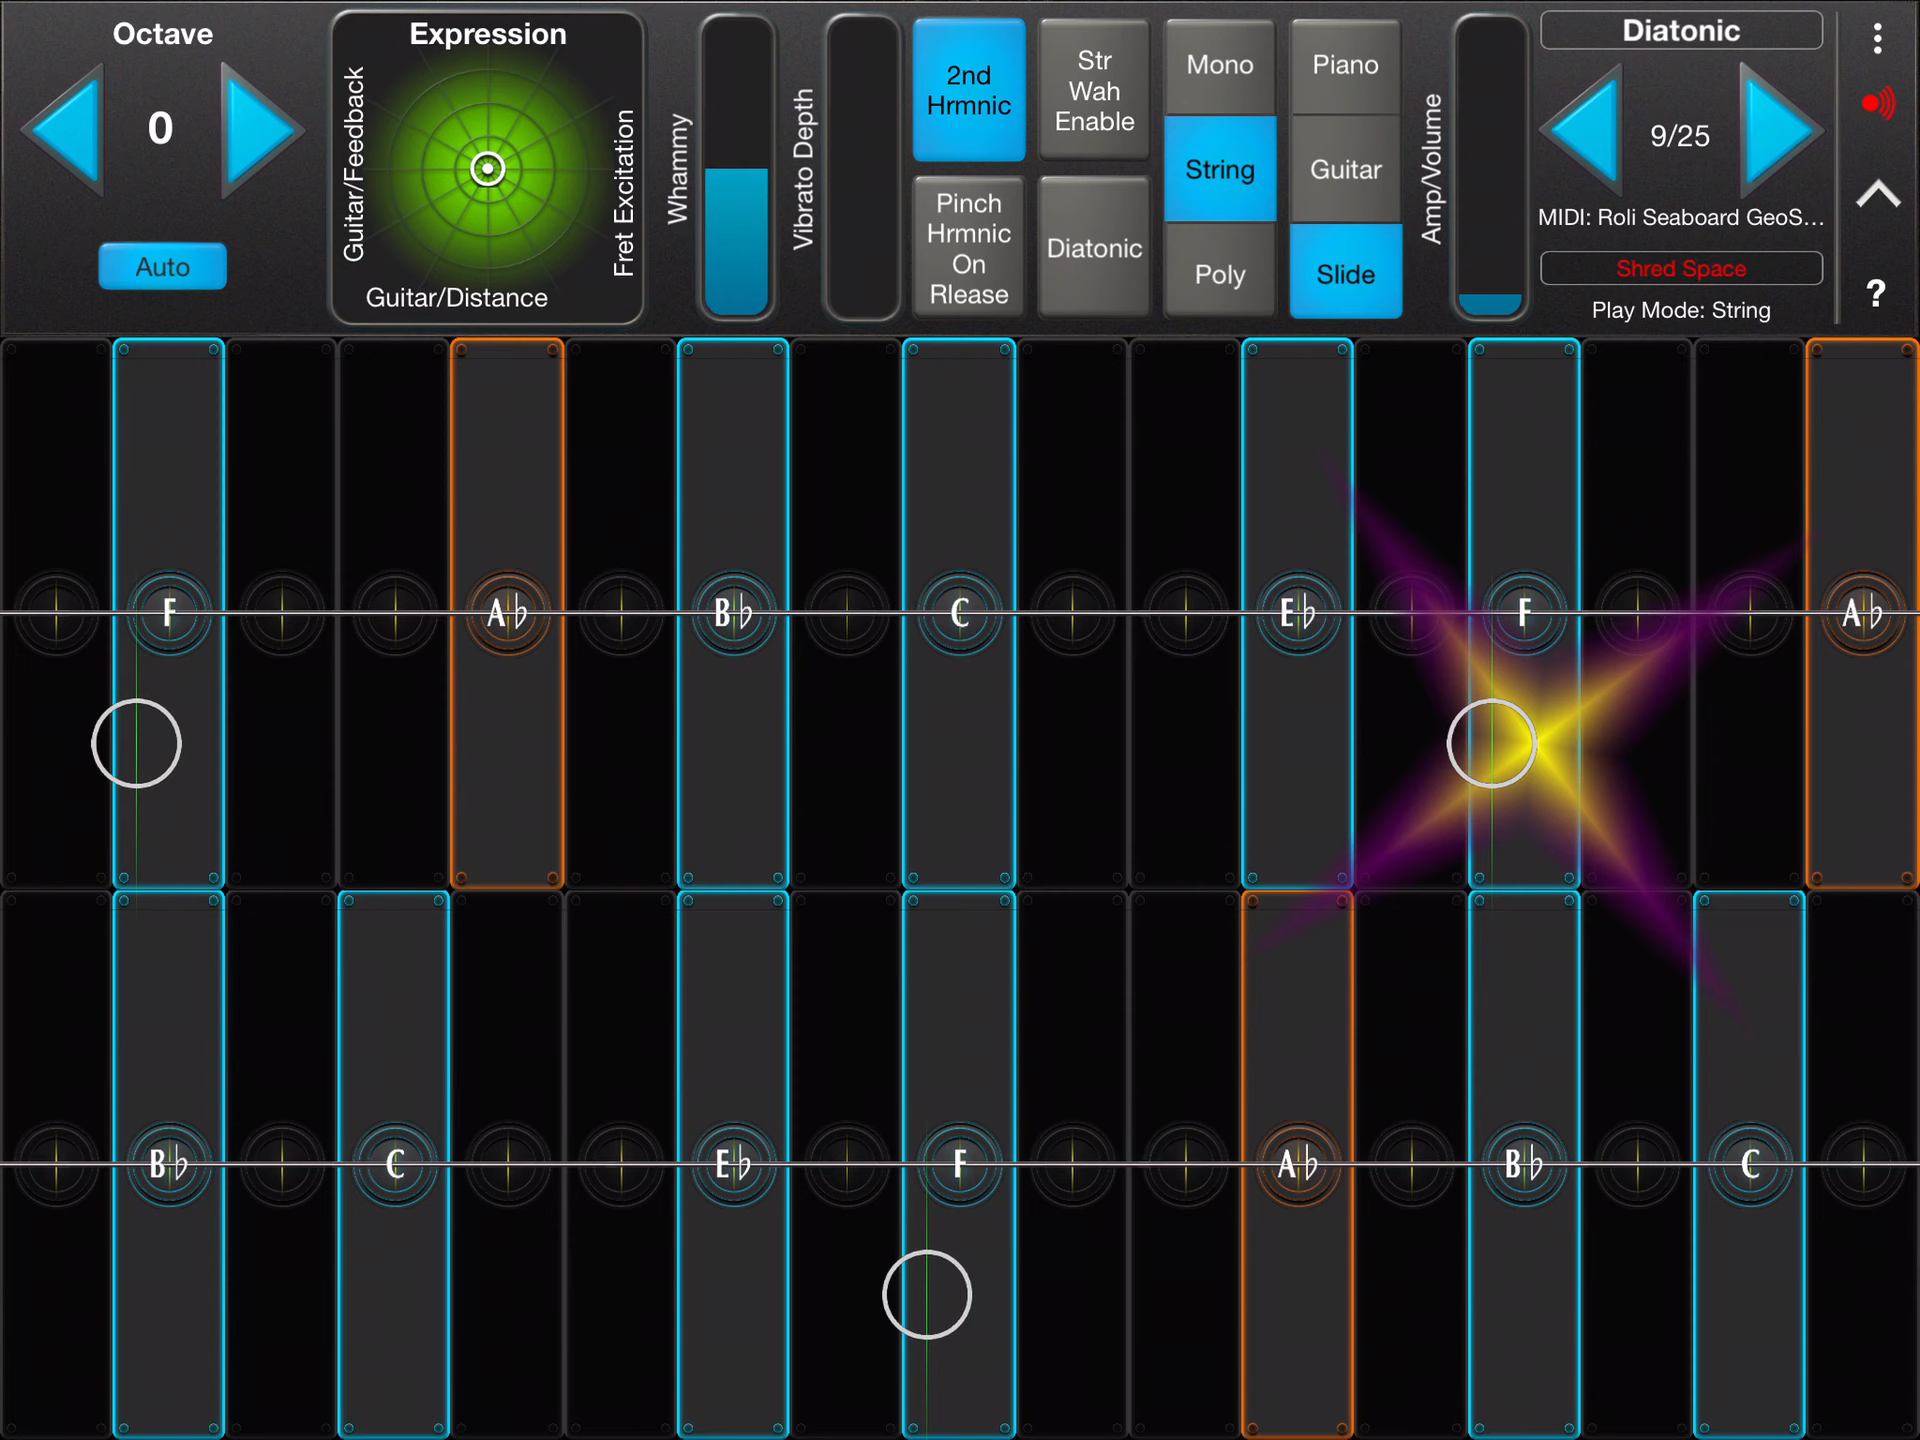 Octave
0
Auto
Expression
Guitar/Feedback
Fret Excitation
Guitar/Distance
Whammy
Vibrato Depth
2nd
Hrmnic
Str
Wah
Enable
Pinch
Hrmnic
On
Rlease
Diatonic
Mono
String
Poly
Piano
Guitar
Slide
Amp/Volume
Diatonic
9/25
MIDI: Roli Seaboard GeoS...
Shred Space
Play Mode: String
?
F A♭ B♭ C E♭ F A♭
B♭ C E♭ F A♭ B♭ C